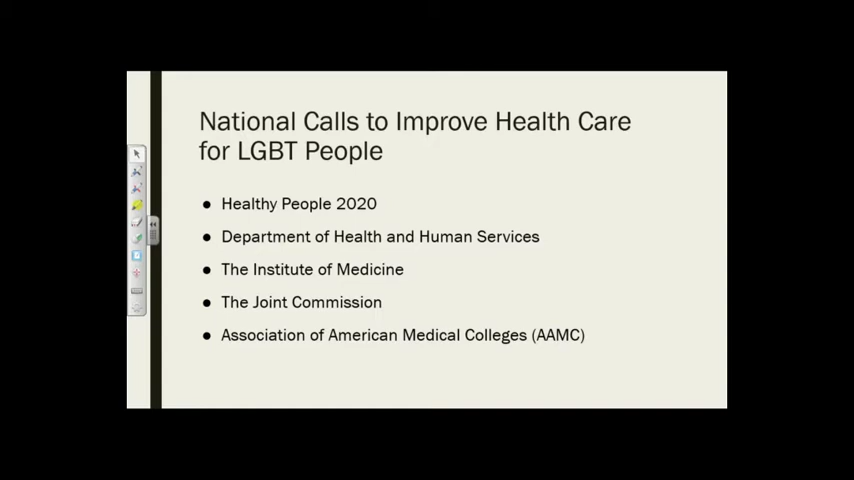 National Calls to Improve Health Care
for LGBT People
● Healthy People 2020
● Department of Health and Human Services
● The Institute of Medicine
● The Joint Commission
● Association of American Medical Colleges (AAMC)